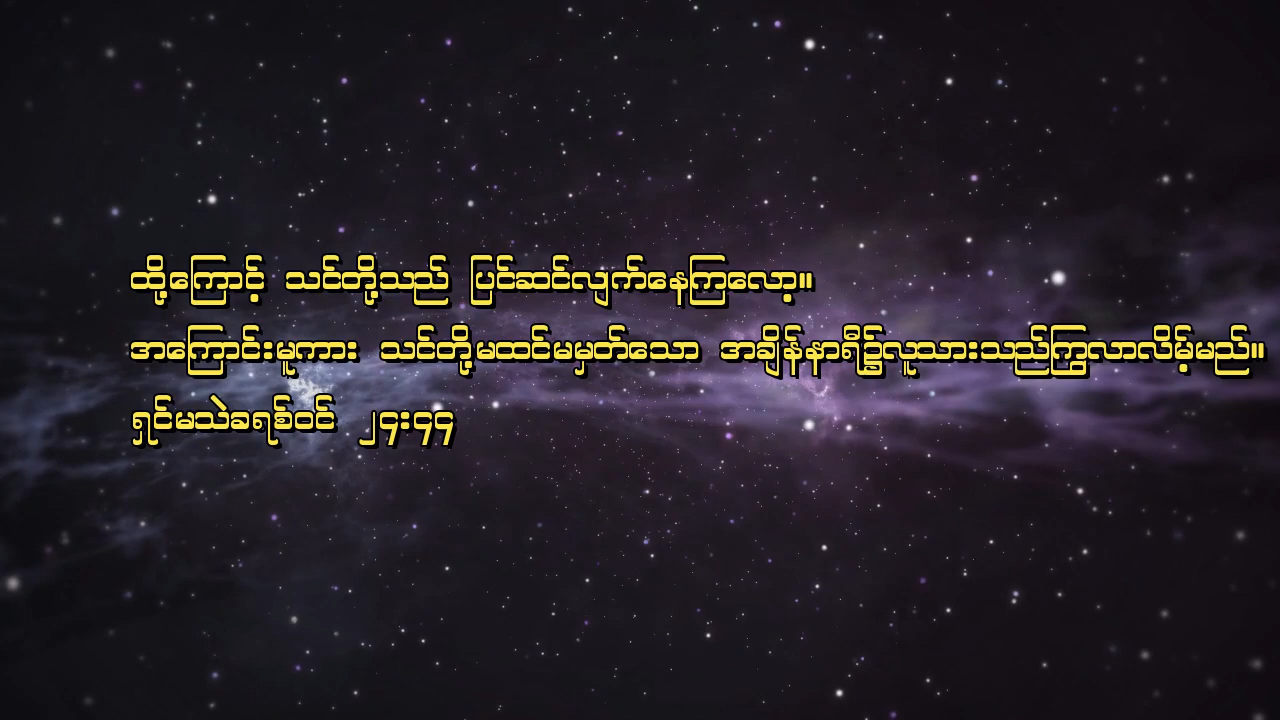 ထို့ကြောင့် သင်တို့သည် ပြင်ဆင်လျက်နေကြလော့။
အကြောင်းမူကား သင်တို့မထင်မမှတ်သော အချိန်နာရီ၌လူသားသည်ကြွလာလိမ့်မည်။
ရှင်မသဲခရစ်ဝင် ၂၄း၄၄